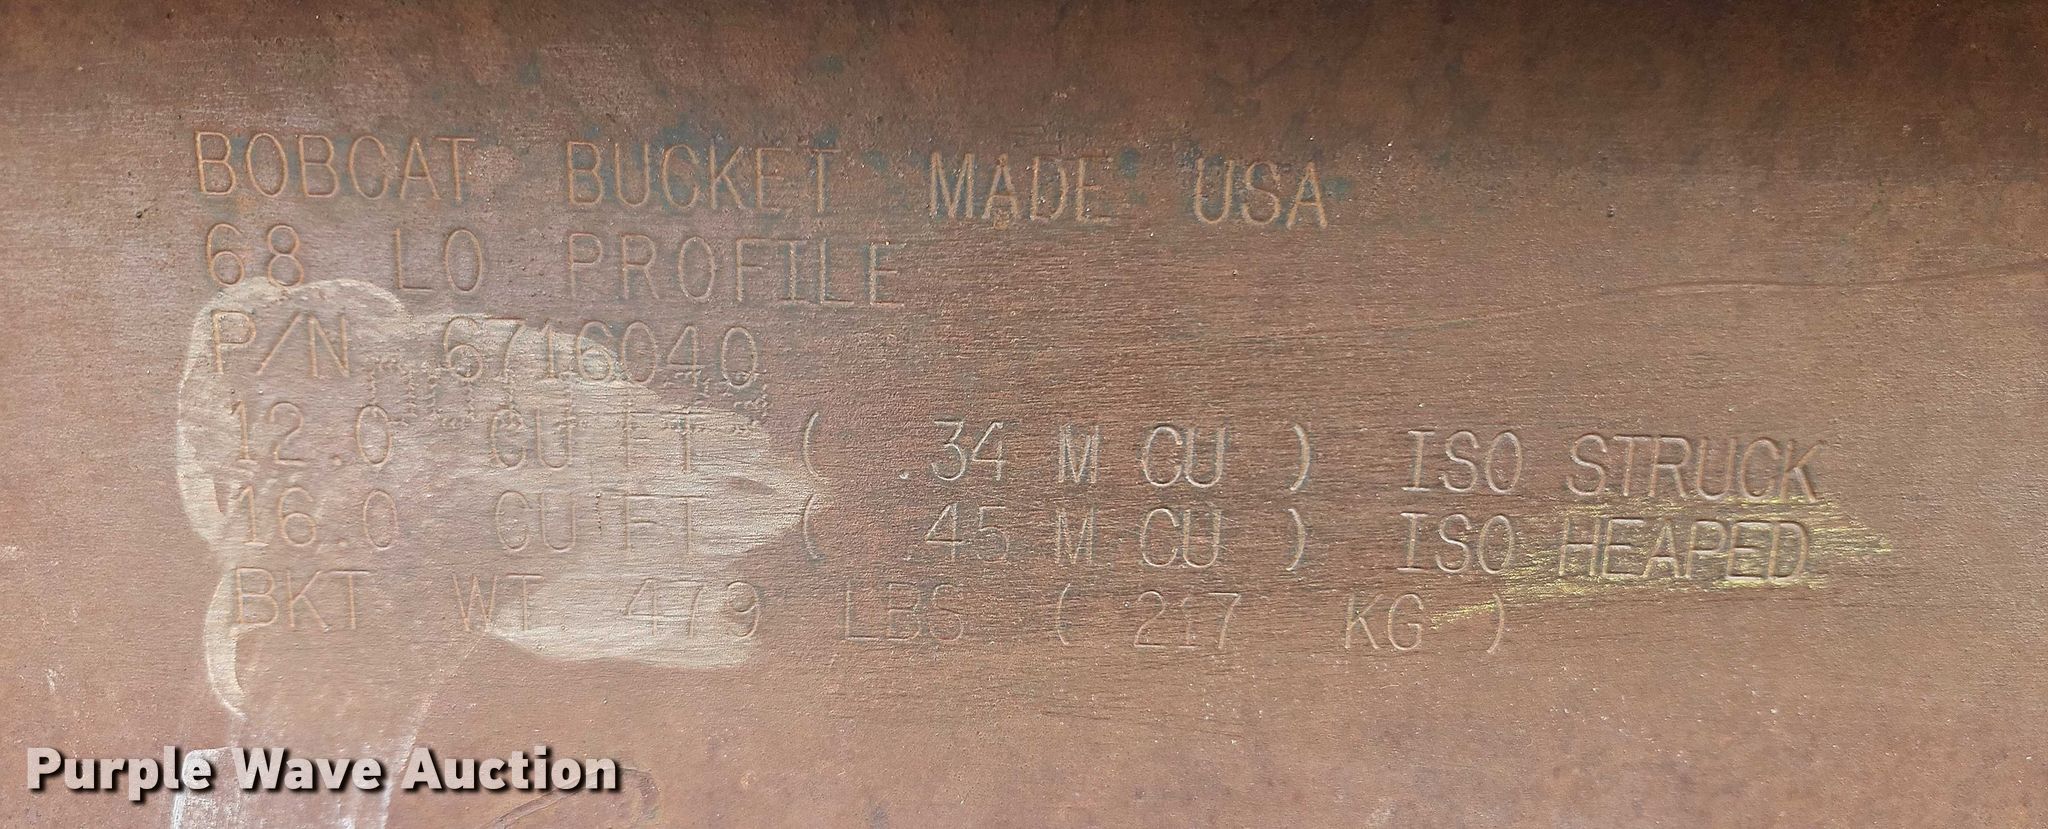 BOBCAT BUCKET MADE USA
68 LO PROFILE
P/N 6716040
12.0 CU FT ( .34 M CU ) ISO STRUCK
16.0 CU FT ( .45 M CU ) ISO HEAPED
BKT WT 479 LBS ( 217 KG )
Purple Wave Auction